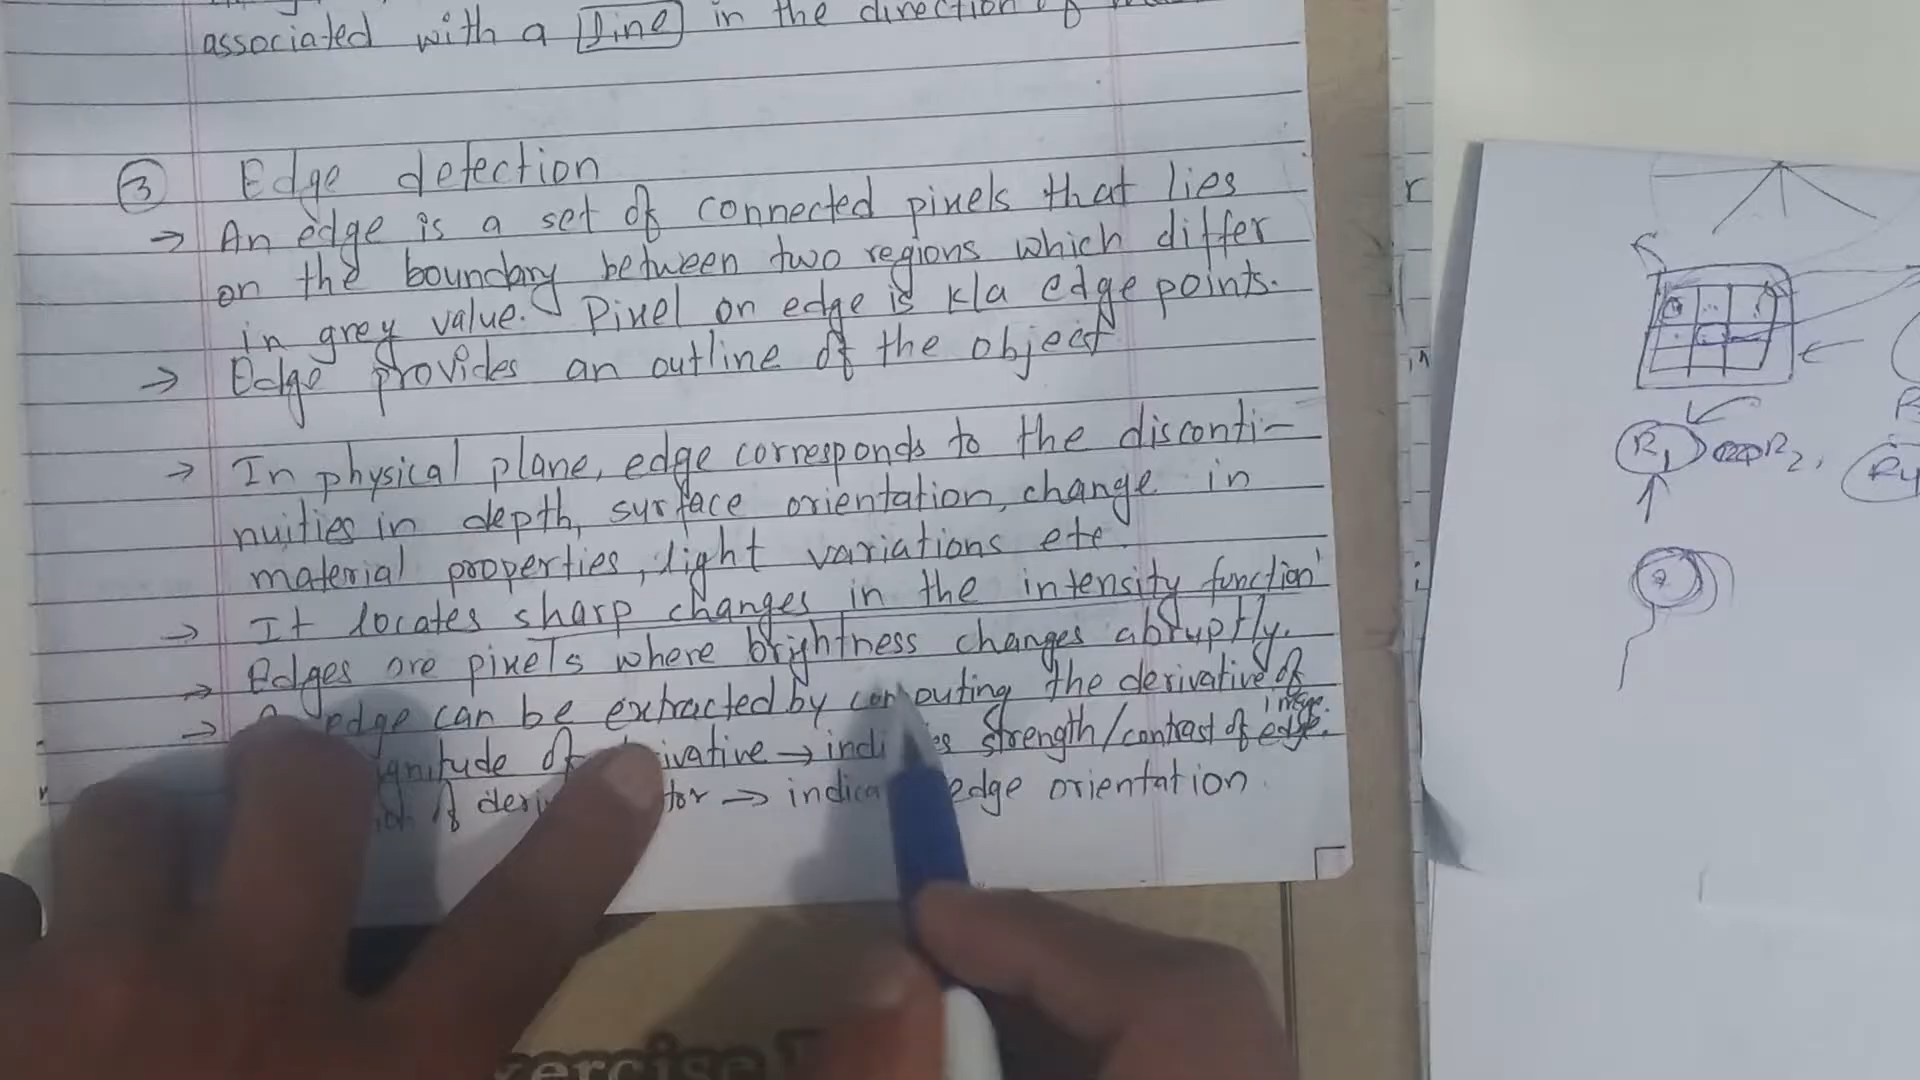 associated with a line in the direction of
③ Edge detection
→ An edge is a set of connected pixels that lies
on the boundary between two regions which differ
in grey value. Pixel on edge is k/a edge points.
→ Edge provides an outline of the object
→ In physical plane, edge corresponds to the disconti-
nuities in depth, surface orientation, change in
material properties, light variations etc.
→ It locates sharp changes in the intensity function
→ Edges are pixels where brightness changes abruptly.
→ edge can be extracted by computing the derivative of
image.
of → strength/contrast of edge.
of → edge orientation.
R1 R2,
R4